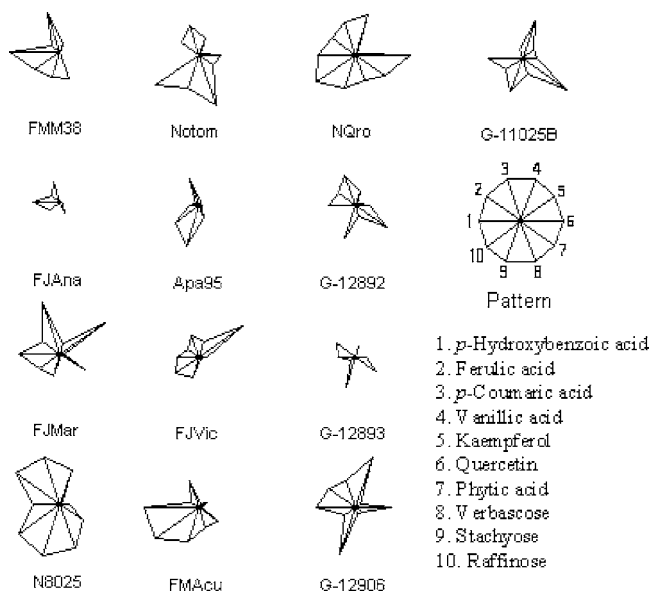 FMM38
Notom
NQro
G-11025B
FJAna
Apa95
G-12892
3 4
2 5
1 6
10 7
9 8
Pattern
FJMar
FJVic
G-12893
1. p-Hydroxybenzoic acid
2. Ferulic acid
3. p-Coumaric acid
4. Vanillic acid
5. Kaempferol
6. Quercetin
7. Phytic acid
8. Verbascose
9. Stachyose
10. Raffinose
N8025
FMAcu
G-12906